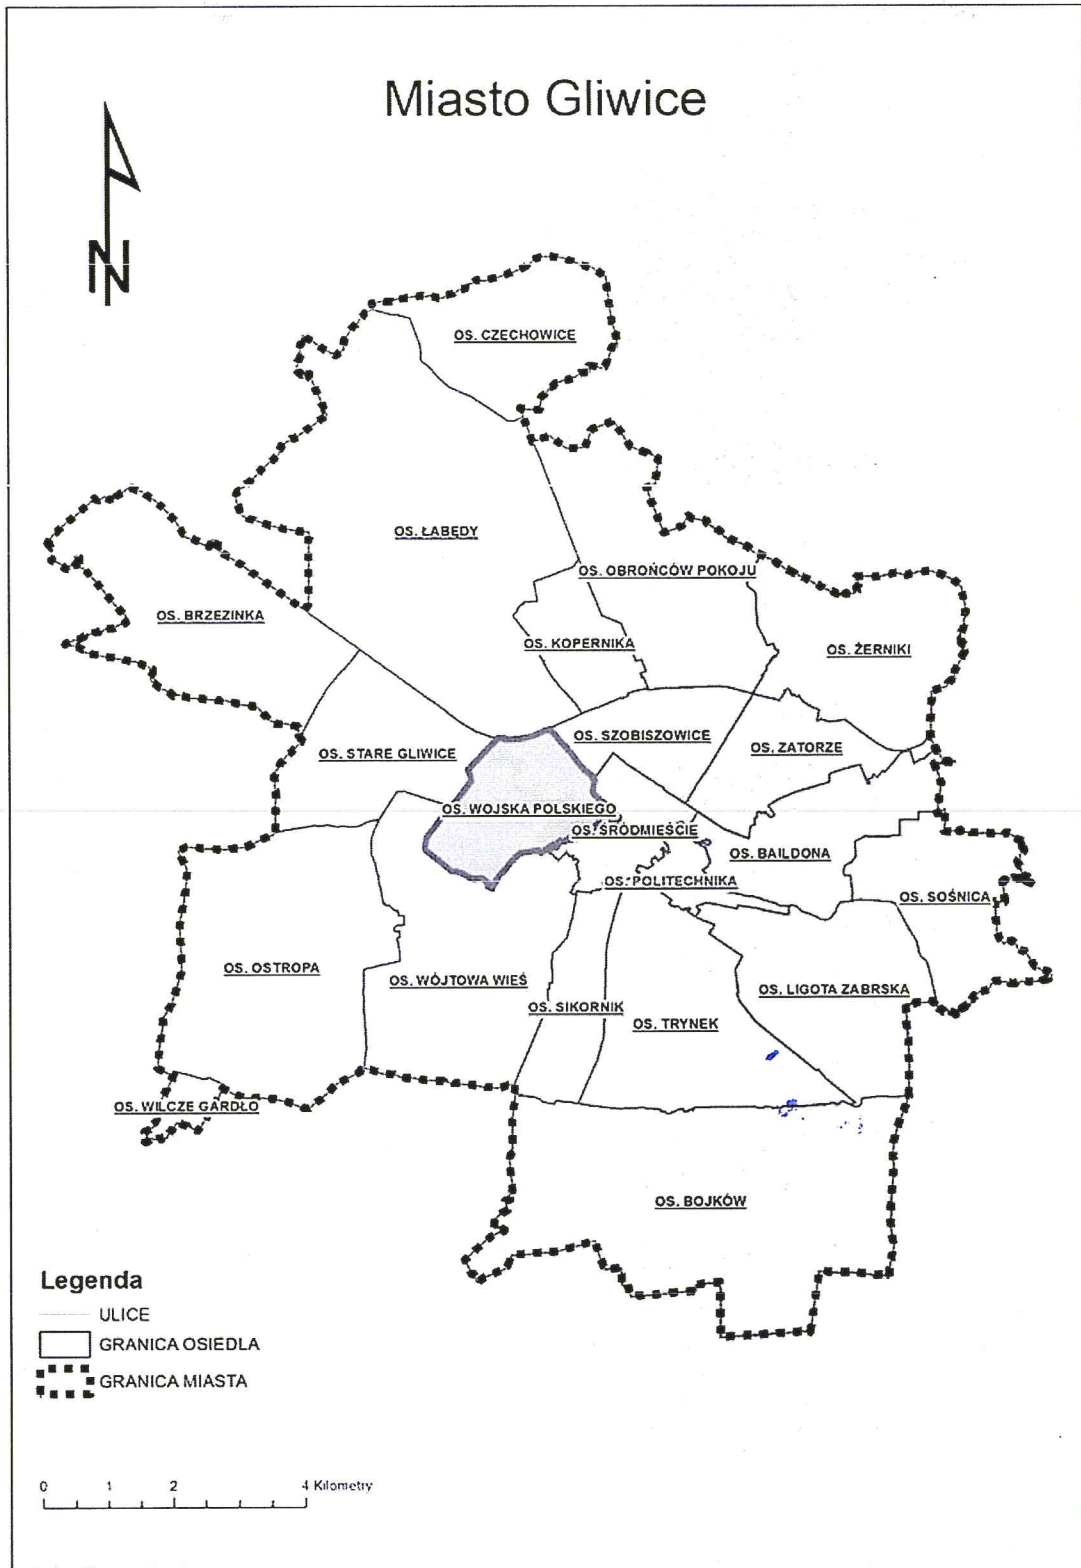 Miasto Gliwice
N
OS. CZECHOWICE
OS. ŁABĘDY
OS. OBROŃCÓW POKOJU
OS. BRZEZINKA
OS. KOPERNIKA
OS. ŻERNIKI
OS. SZOBISZOWICE
OS. STARE GLIWICE
OS. ZATORZE
OS. WOJSKA POLSKIEGO
OS. ŚRÓDMIEŚCIE
OS. BAILDONA
OS. POLITECHNIKA
OS. SOŚNICA
OS. OSTROPA
OS. WÓJTOWA WIEŚ
OS. LIGOTA ZABRSKA
OS. SIKORNIK
OS. TRYNEK
OS. WILCZE GARDŁO
OS. BOJKÓW
Legenda
ULICE
GRANICA OSIEDLA
GRANICA MIASTA
0 1 2 4 Kilometry